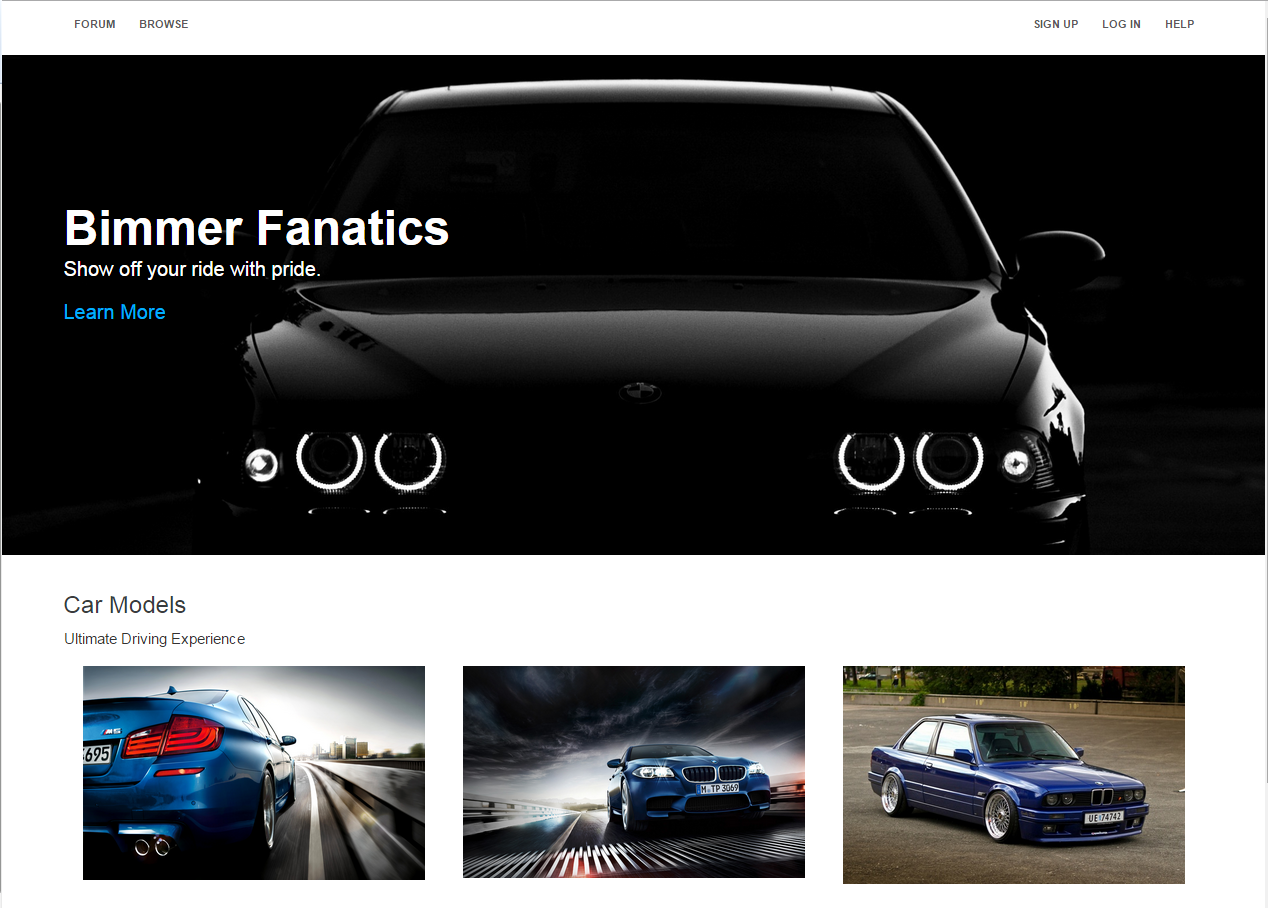 FORUM BROWSE SIGN UP LOG IN HELP
Bimmer Fanatics
Show off your ride with pride.
Learn More
Car Models
Ultimate Driving Experience
M5
695
M TP 3069
UE 74742